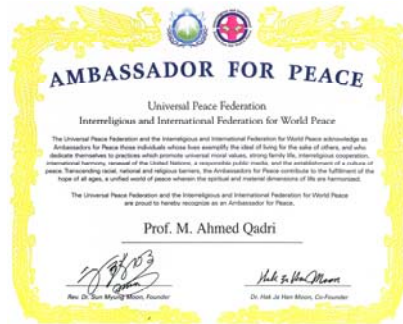 AMBASSADOR FOR PEACE
Universal Peace Federation
Interreligious and International Federation for World Peace
The Universal Peace Federation and the Interreligious and International Federation for World Peace acknowledge as
Ambassadors for Peace those individuals whose lives exemplify the ideal of living for the sake of others, and who
dedicate themselves to practices which promote universal moral values, strong family life, interreligious cooperation,
international harmony, renewal of the United Nations, a responsible public media, and the establishment of a culture of
peace. Transcending racial, national and religious barriers, the Ambassadors for Peace contribute to the fulfillment of the
hope of all ages, a unified world of peace wherein the spiritual and material dimensions of life are harmonized.
The Universal Peace Federation and the Interreligious and International Federation for World Peace
are proud to hereby recognize as an Ambassador for Peace.
Prof. M. Ahmed Qadri
Hak Ja Han Moon
Rev. Dr. Sun Myung Moon, Founder
Dr. Hak Ja Han Moon, Co-Founder